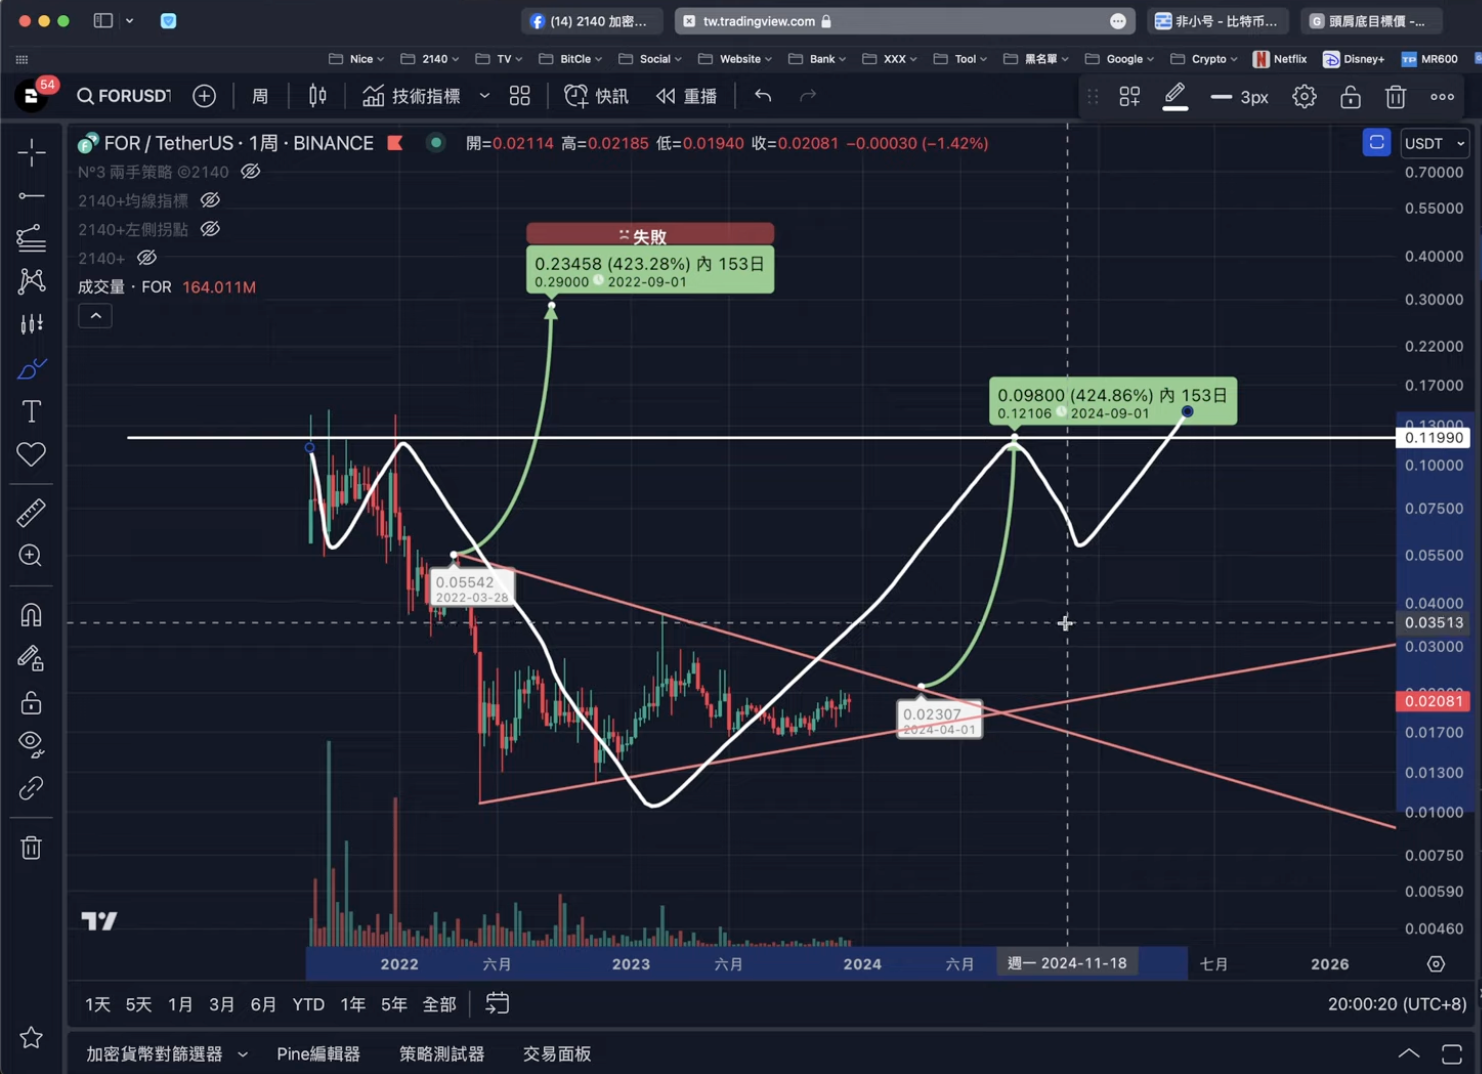 (14) 2140 加密...
tw.tradingview.com
非小号 - 比特币...
G 頭肩底目標價 -...
Nice
2140
TV
BitCle
Social
Website
Bank
XXX
Tool
黑名單
Google
Crypto
Netflix
Disney+
TP MR600
54
FORUSDT
周
技術指標
快訊
重播
3px
FOR / TetherUS · 1周 · BINANCE
開=0.02114 高=0.02185 低=0.01940 收=0.02081 −0.00030 (−1.42%)
USDT
N°3 兩手策略 ©2140
2140+均線指標
2140+左側拐點
2140+
成交量 · FOR 164.011M
失敗
0.23458 (423.28%) 內 153日
0.29000 2022-09-01
0.09800 (424.86%) 內 153日
0.12106 2024-09-01
0.05542
2022-03-28
0.02307
2024-04-01
0.70000
0.55000
0.40000
0.30000
0.22000
0.17000
0.13000
0.11990
0.10000
0.07500
0.05500
0.04000
0.03513
0.03000
0.02081
0.01700
0.01300
0.01000
0.00750
0.00590
0.00460
2022
六月
2023
六月
2024
六月
週一 2024-11-18
七月
2026
1天
5天
1月
3月
6月
YTD
1年
5年
全部
20:00:20 (UTC+8)
加密貨幣對篩選器
Pine編輯器
策略測試器
交易面板